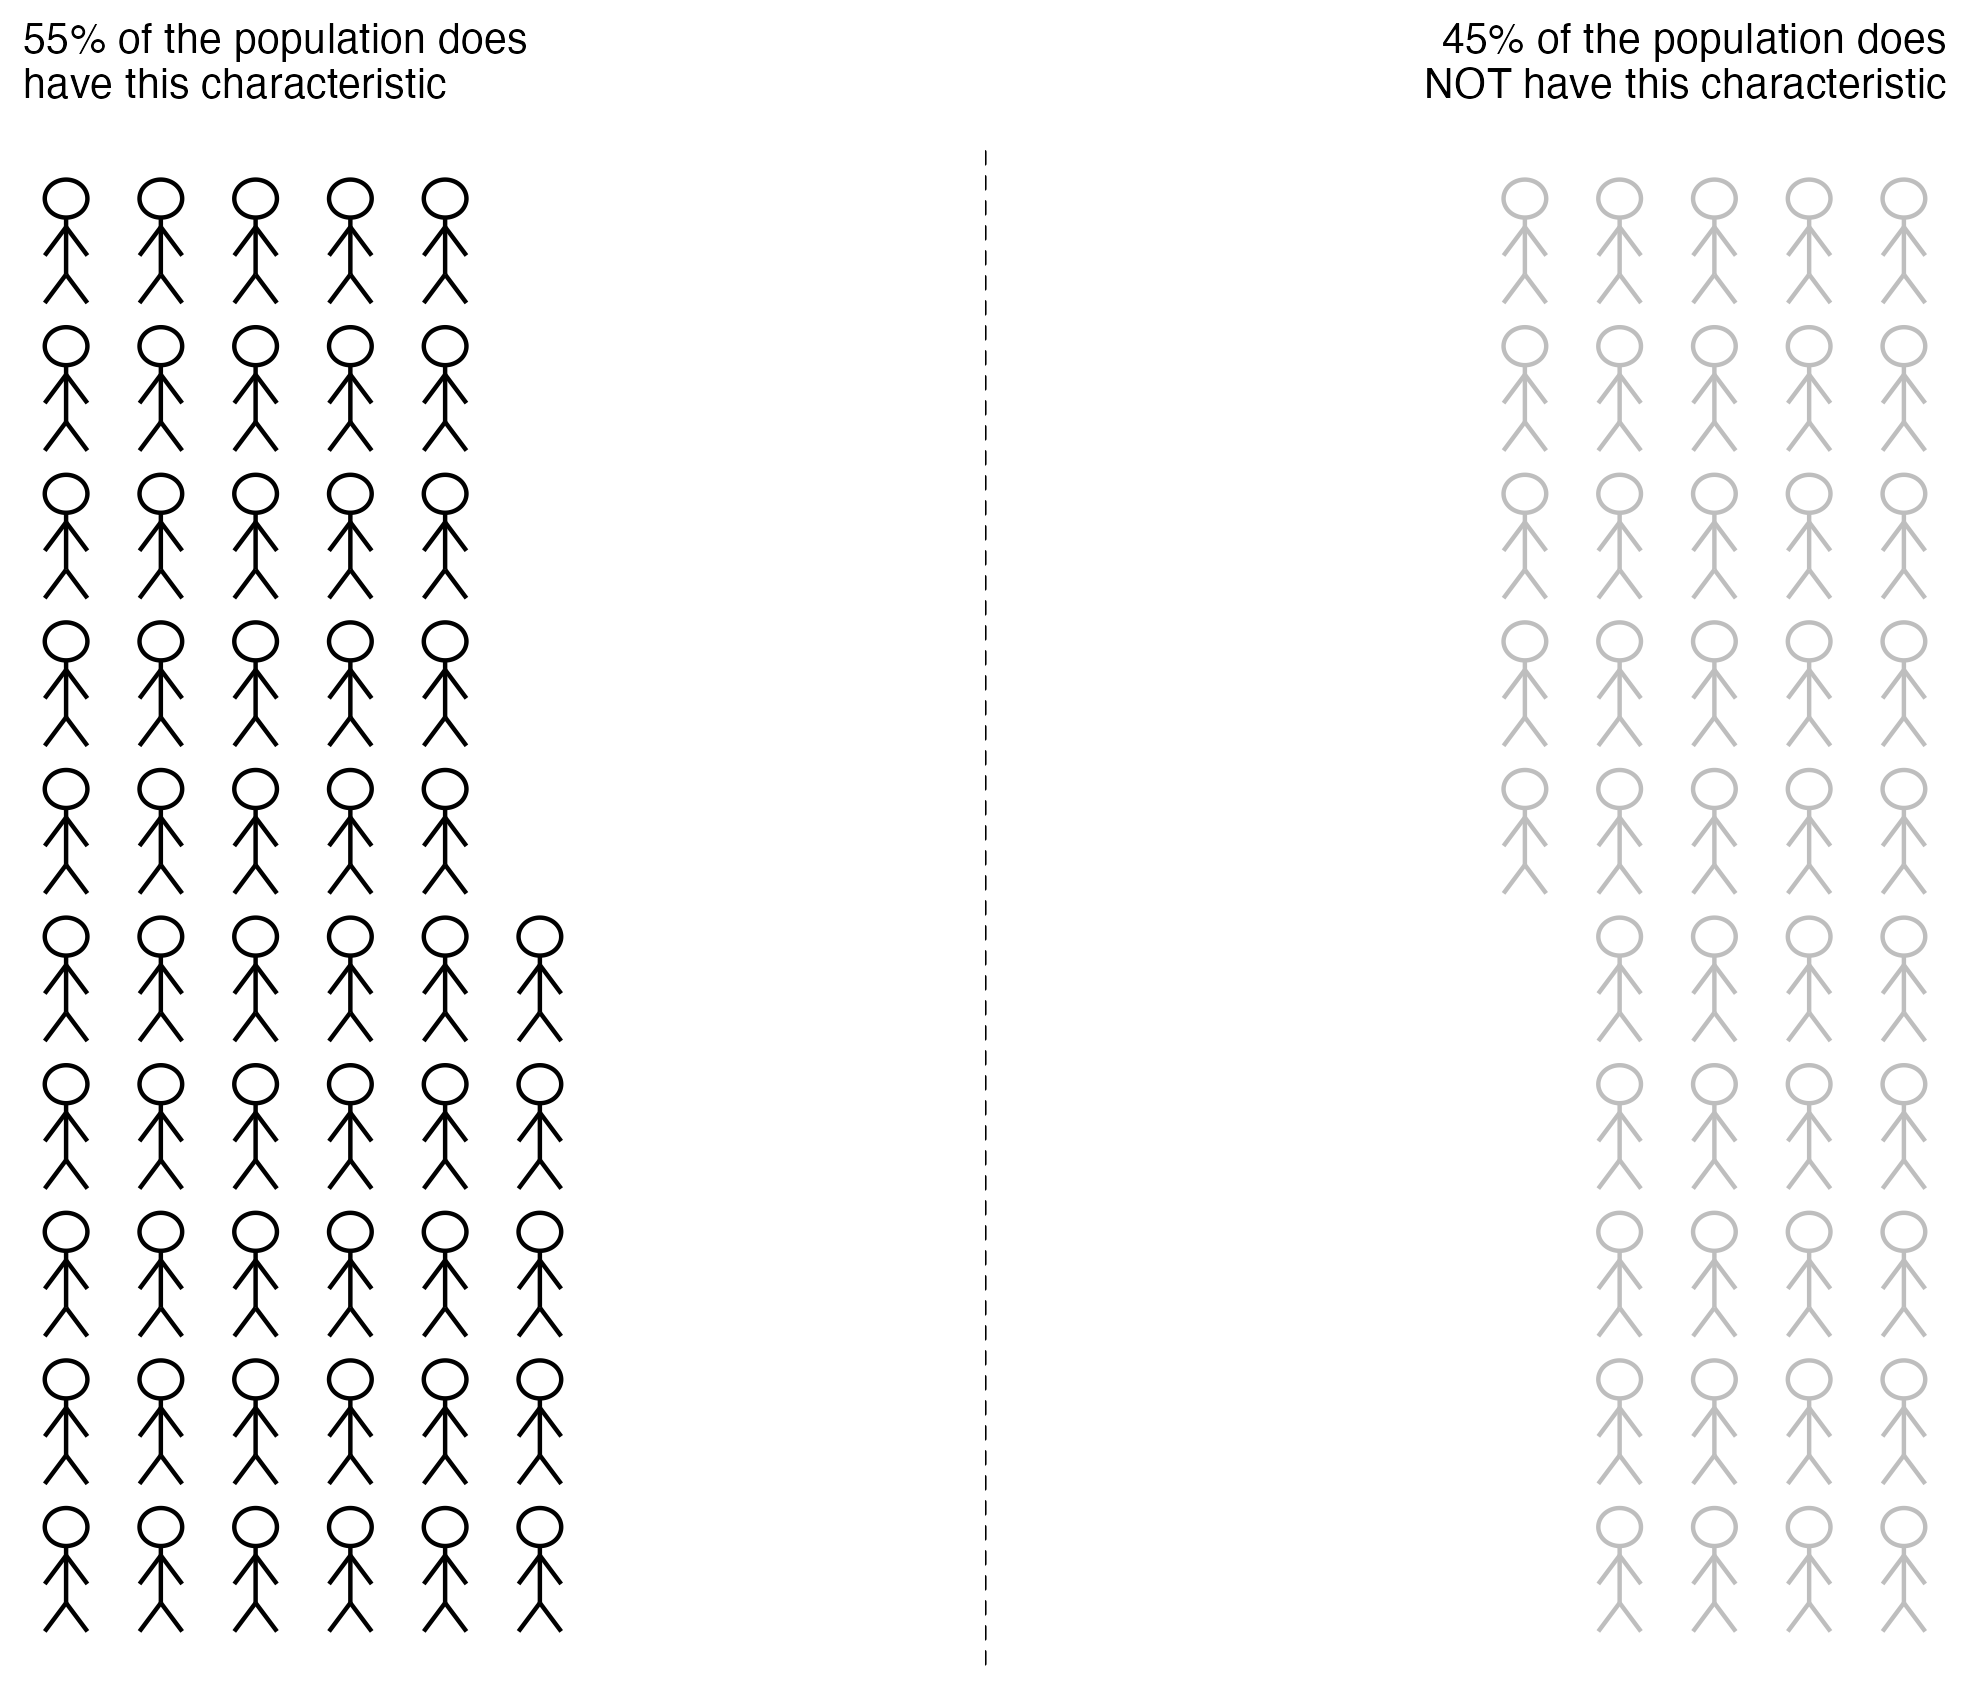 55% of the population does
have this characteristic
45% of the population does
NOT have this characteristic